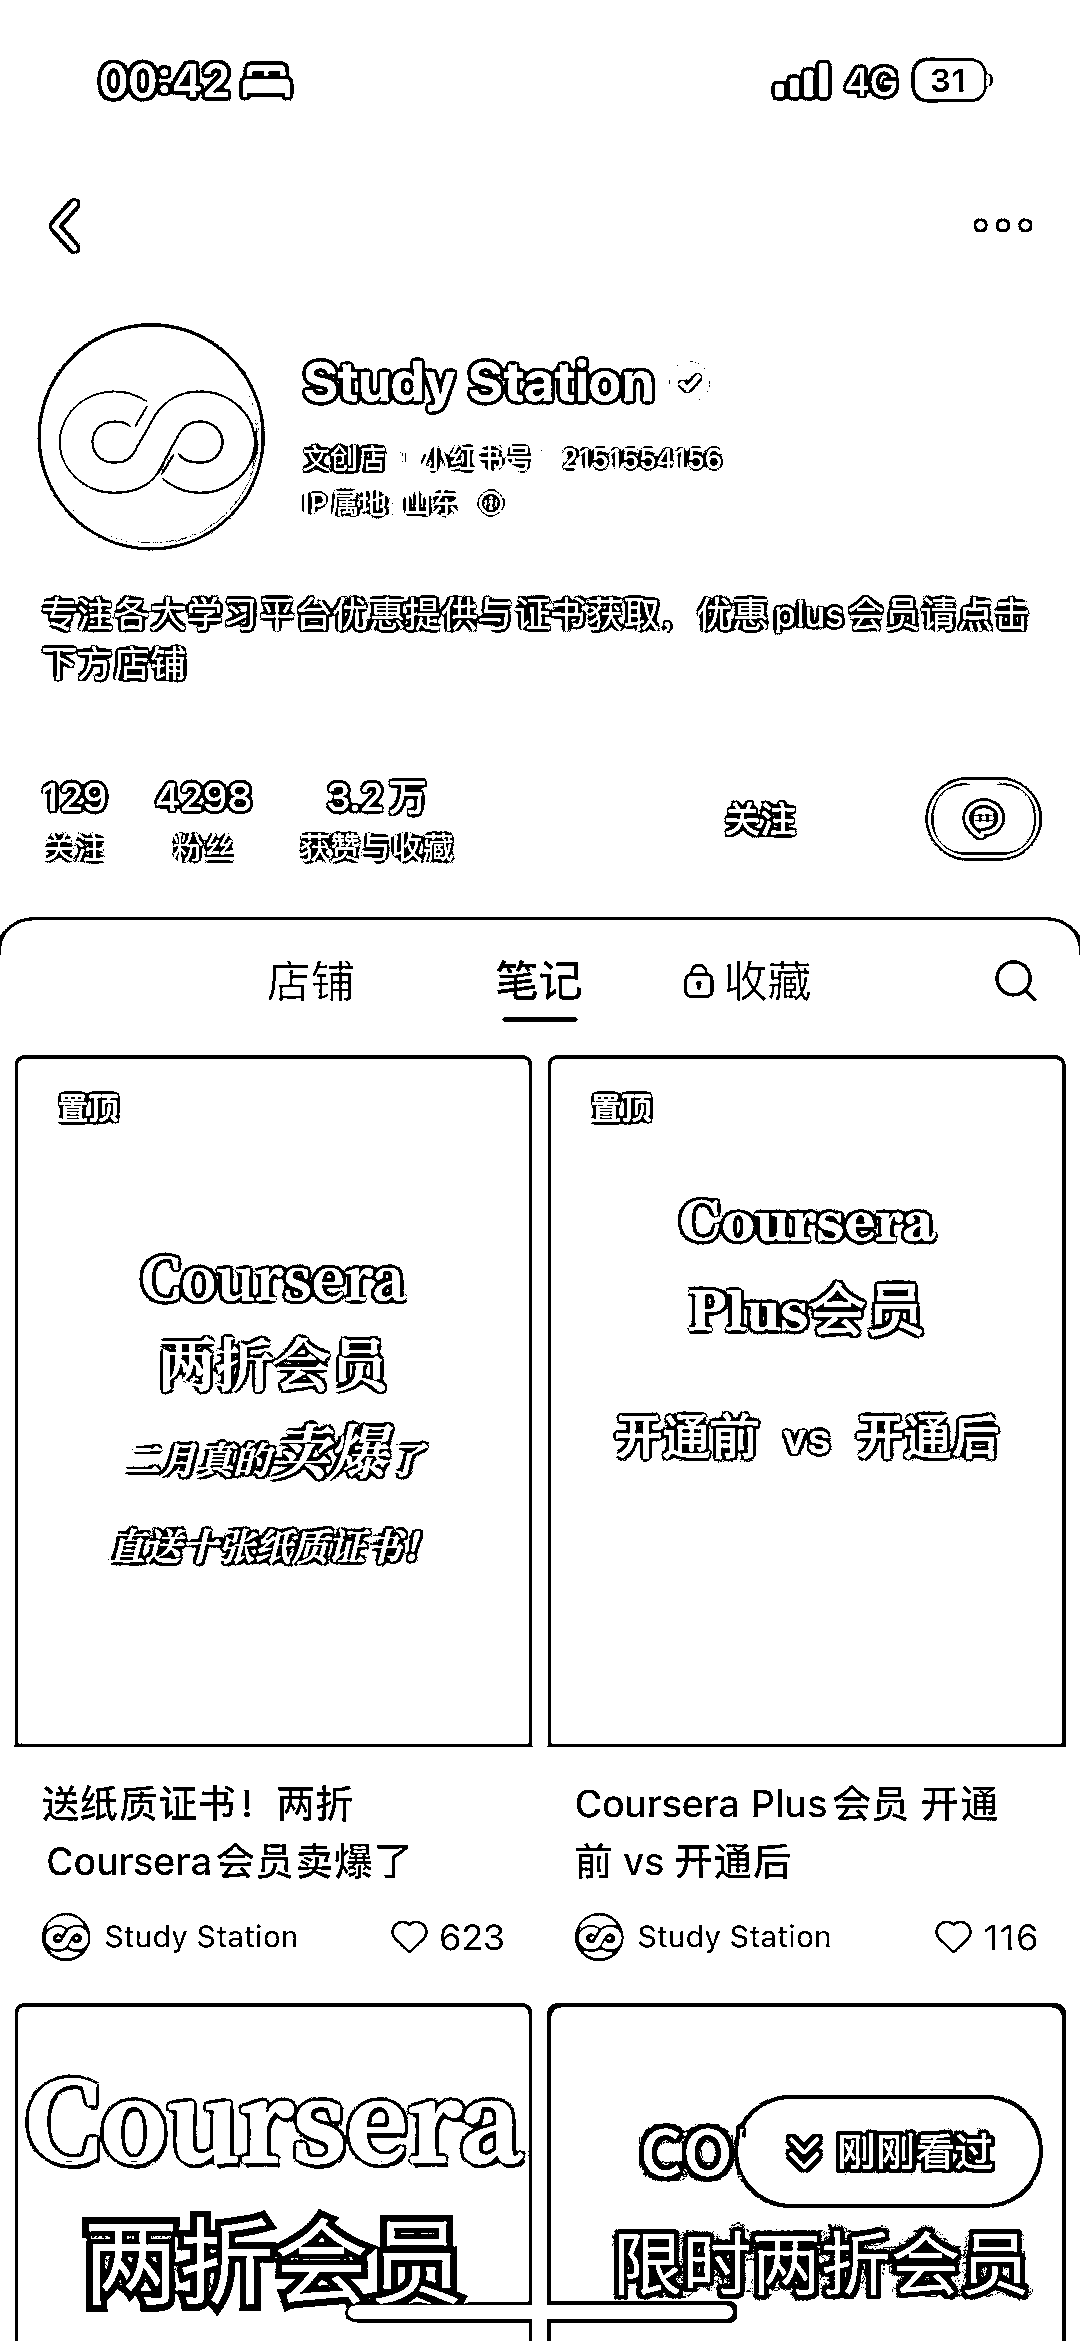 00:42 4G 31
Study Station
文创店 小红书号 2151554156
IP属地 山东
专注各大学习平台优惠提供与证书获取，优惠plus会员请点击
下方店铺
129 4298 3.2万
关注 粉丝 获赞与收藏 关注
店铺 笔记 收藏
置顶
Coursera
两折会员
二月真的卖爆了
直送十张纸质证书！
置顶
Coursera
Plus会员
开通前 vs 开通后
送纸质证书！两折
Coursera会员卖爆了
Study Station 623
Coursera Plus会员 开通
前 vs 开通后
Study Station 116
Coursera
两折会员
CO
刚刚看过
限时两折会员